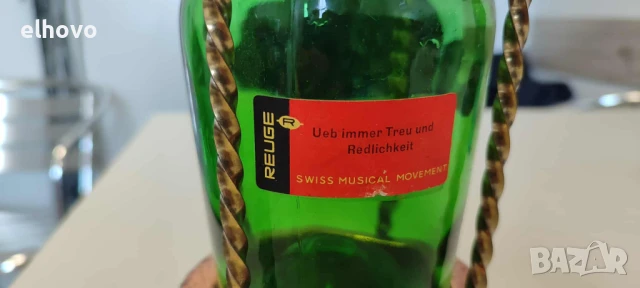 elhovo
REUGE
R
Ueb immer Treu und
Redlichkeit
SWISS MUSICAL MOVEMENT
BAZAR